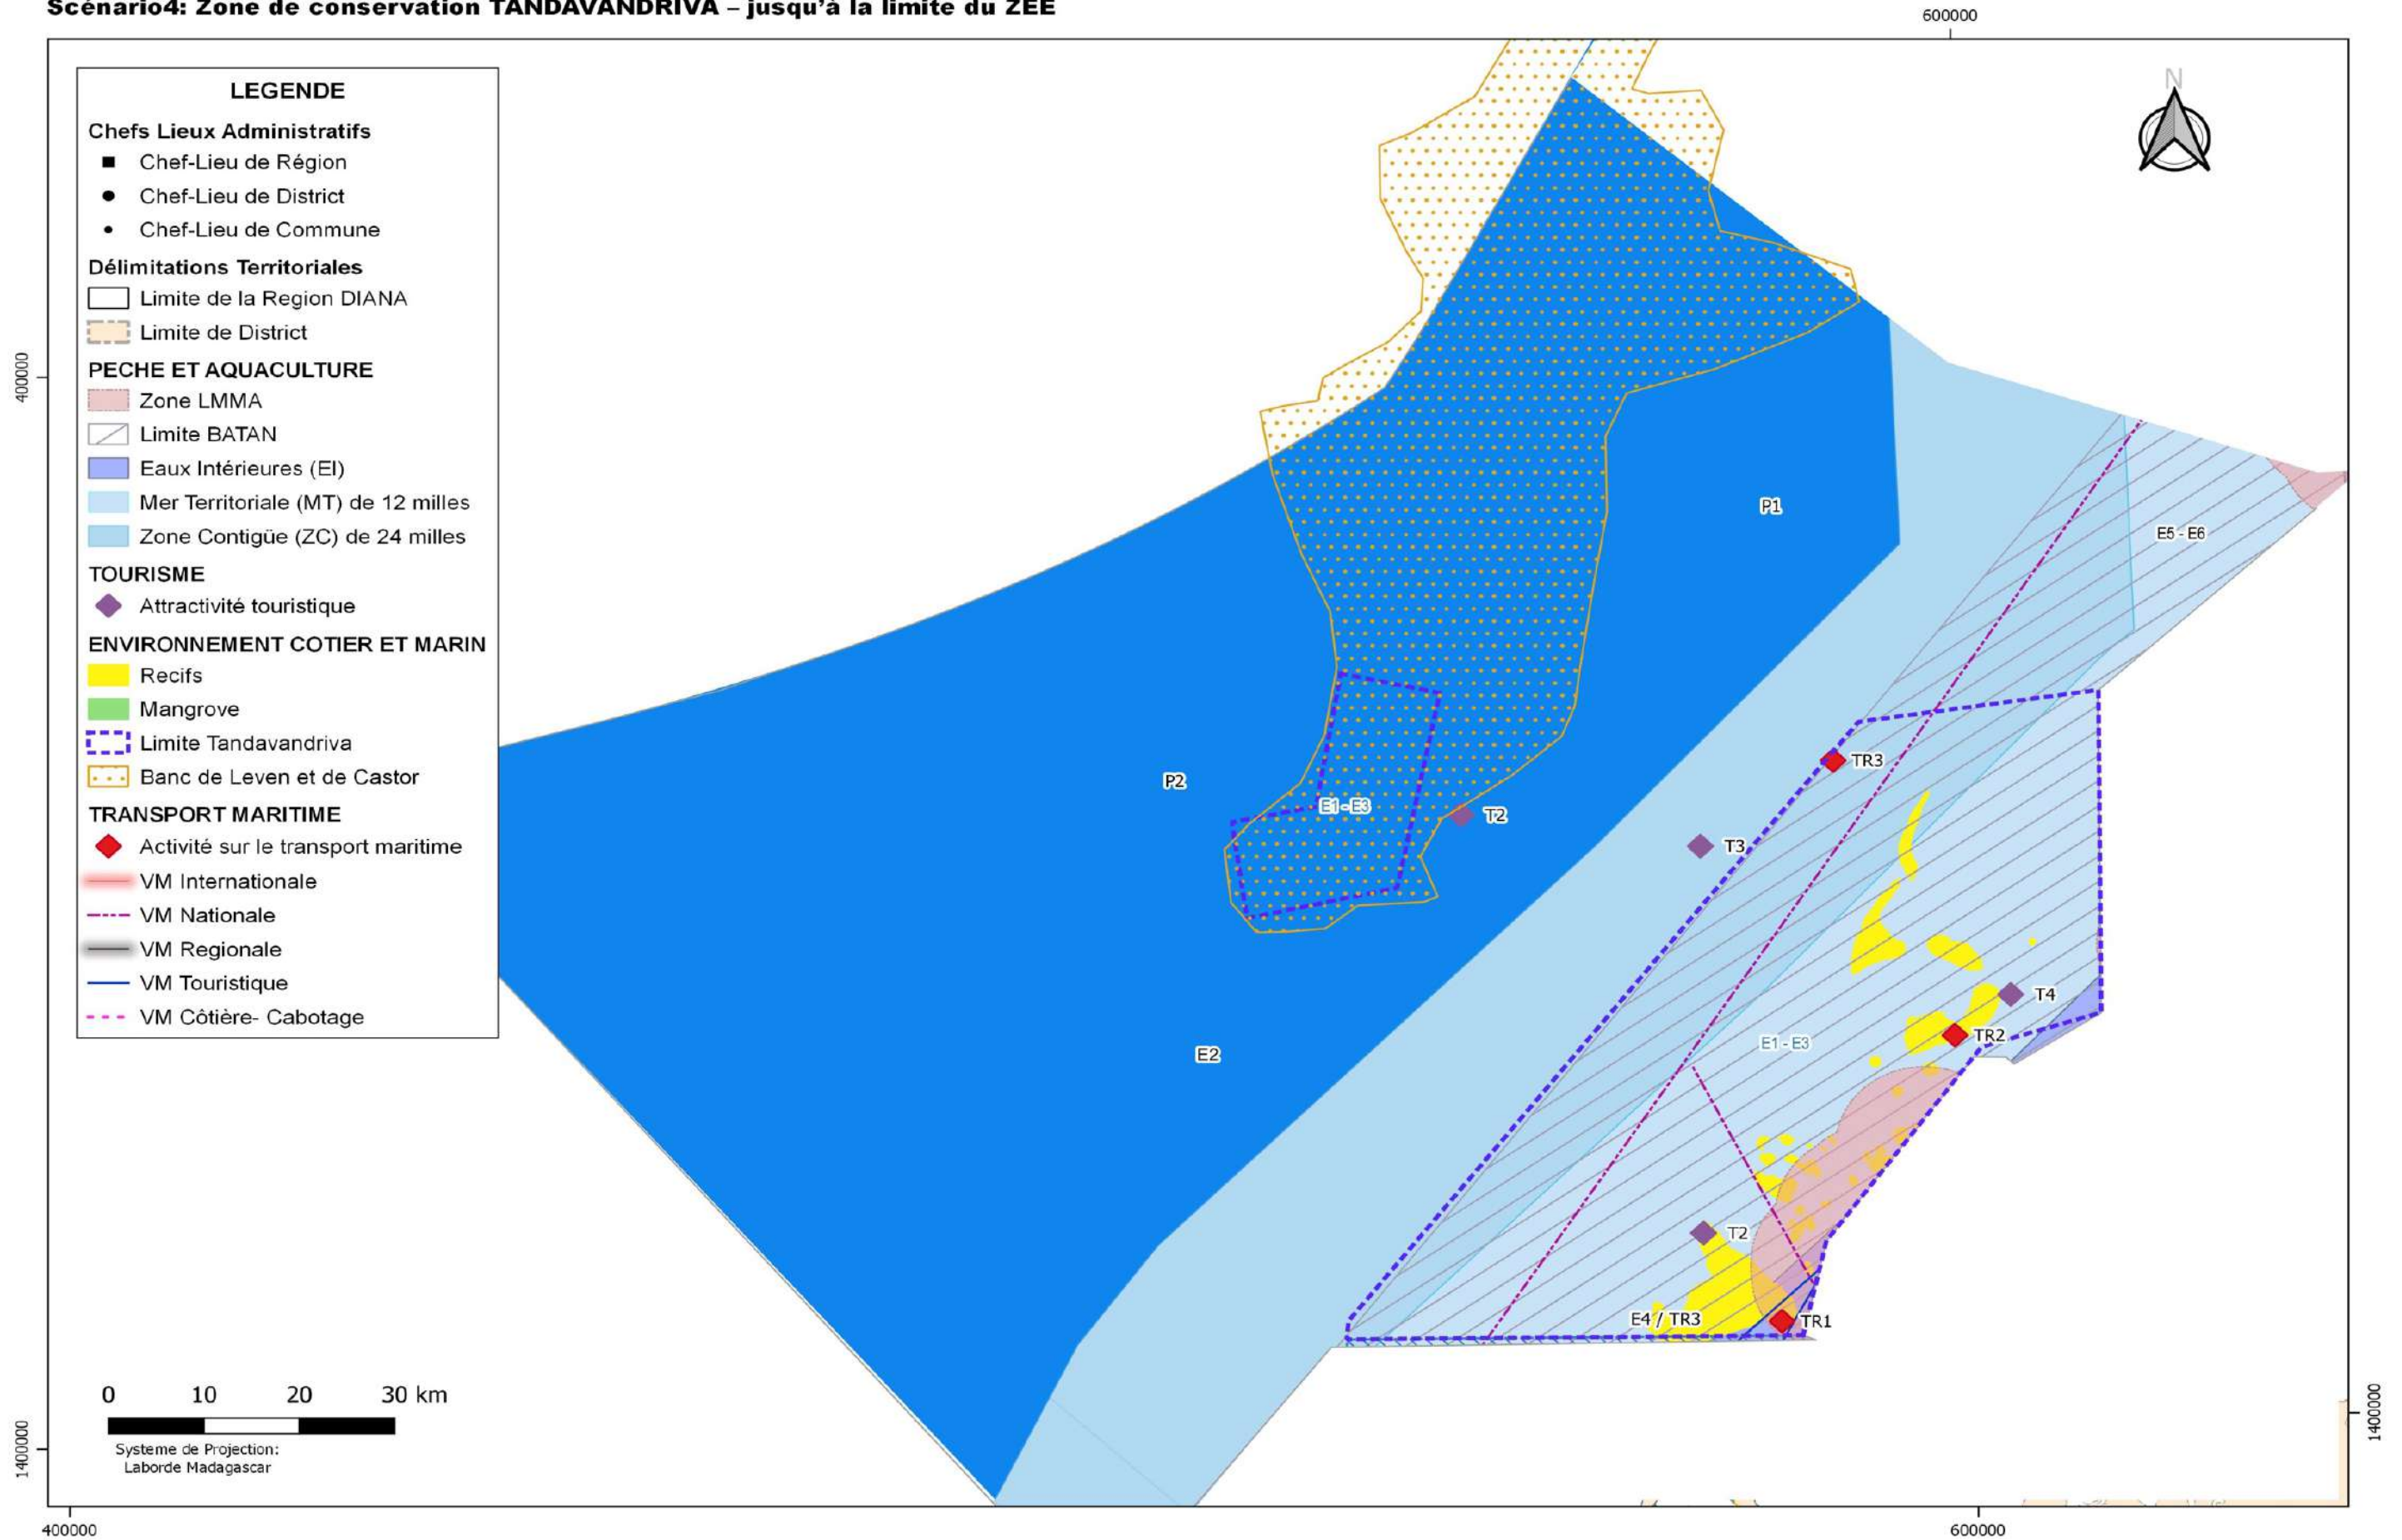 Scénario4: Zone de conservation TANDAVANDRIVA – jusqu'à la limite du ZEE
600000
LEGENDE
Chefs Lieux Administratifs
Chef-Lieu de Région
Chef-Lieu de District
Chef-Lieu de Commune
Délimitations Territoriales
Limite de la Region DIANA
Limite de District
PECHE ET AQUACULTURE
Zone LMMA
Limite BATAN
Eaux Intérieures (EI)
Mer Territoriale (MT) de 12 milles
Zone Contigüe (ZC) de 24 milles
TOURISME
Attractivité touristique
ENVIRONNEMENT COTIER ET MARIN
Recifs
Mangrove
Limite Tandavandriva
Banc de Leven et de Castor
TRANSPORT MARITIME
Activité sur le transport maritime
VM Internationale
VM Nationale
VM Regionale
VM Touristique
VM Côtière- Cabotage
N
400000
P1
E5 - E6
P2
E1 - E3
T2
TR3
T3
T4
TR2
E1 - E3
E2
T2
E4 / TR3
TR1
0 10 20 30 km
Systeme de Projection:
Laborde Madagascar
1400000
1400000
400000
600000